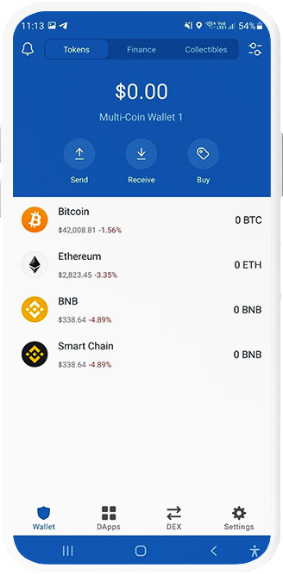 11:13 54%
Tokens Finance Collectibles
$0.00
Multi-Coin Wallet 1
Send Receive Buy
Bitcoin
$42,008.81 -1.56%
0 BTC
Ethereum
$2,823.45 -3.35%
0 ETH
BNB
$338.64 -4.89%
0 BNB
Smart Chain
$338.64 -4.89%
0 BNB
Wallet DApps DEX Settings